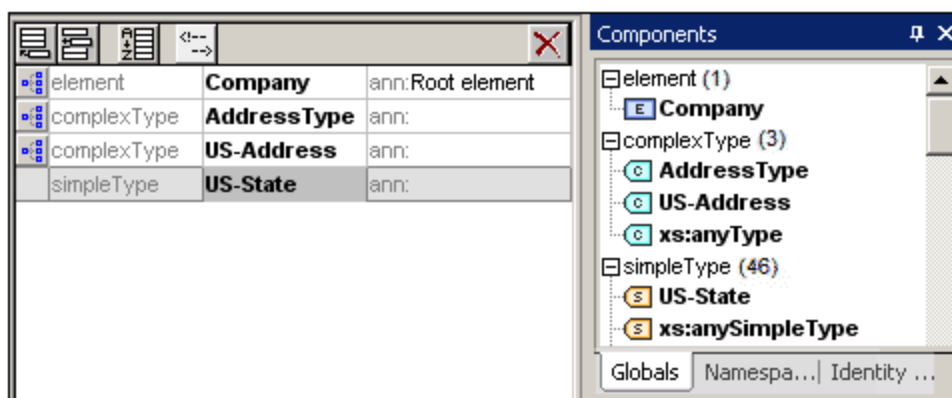 element Company ann:Root element
complexType AddressType ann:
complexType US-Address ann:
simpleType US-State ann:
Components
element (1)
E Company
complexType (3)
C AddressType
C US-Address
C xs:anyType
simpleType (46)
S US-State
S xs:anySimpleType
Globals Namespa... Identity ...